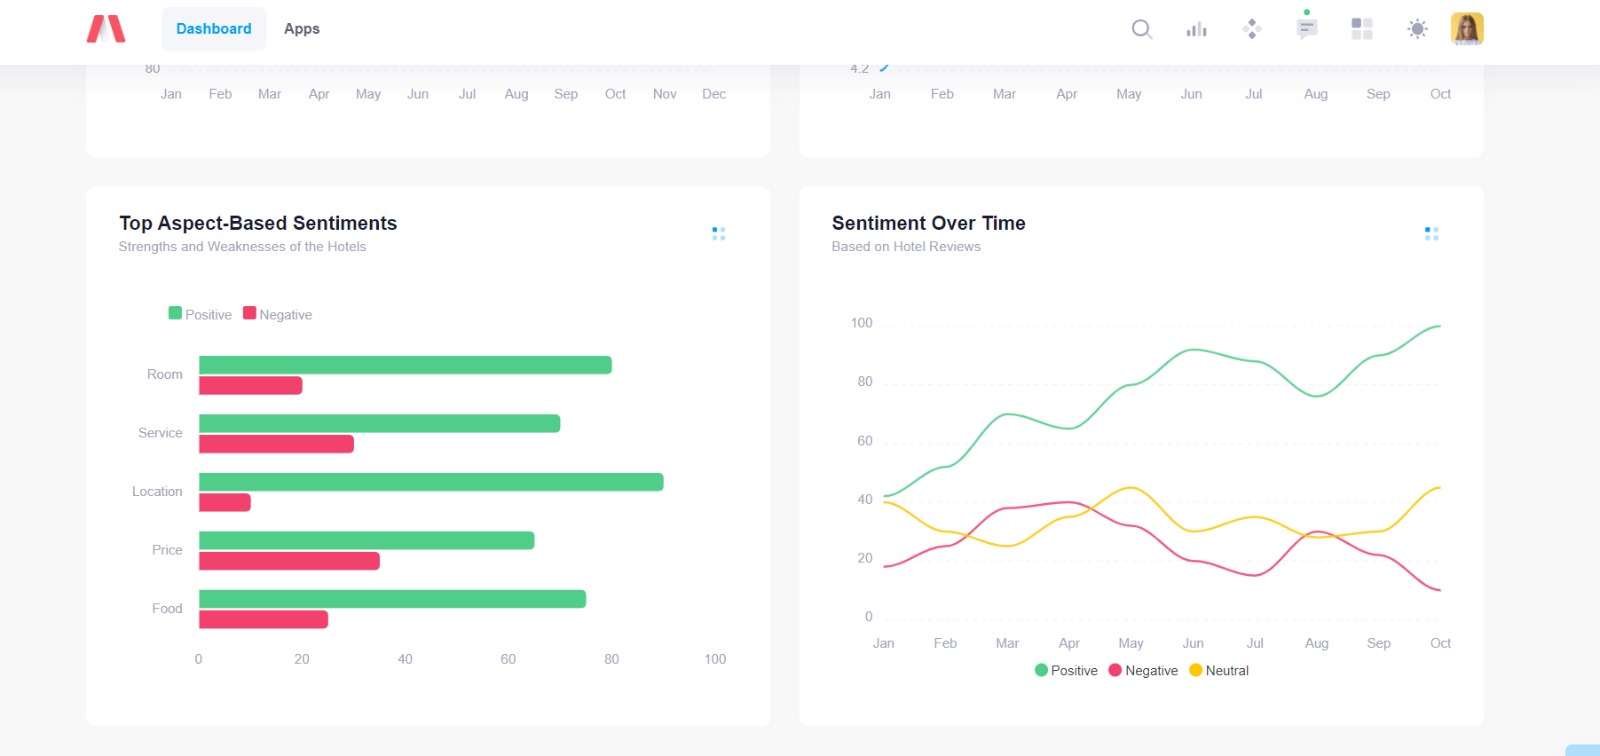 Dashboard Apps
80
Jan Feb Mar Apr May Jun Jul Aug Sep Oct Nov Dec
4.2
Jan Feb Mar Apr May Jun Jul Aug Sep Oct
Top Aspect-Based Sentiments
Strengths and Weaknesses of the Hotels
Positive Negative
Room
Service
Location
Price
Food
0 20 40 60 80 100
Sentiment Over Time
Based on Hotel Reviews
100
80
60
40
20
0
Jan Feb Mar Apr May Jun Jul Aug Sep Oct
Positive Negative Neutral